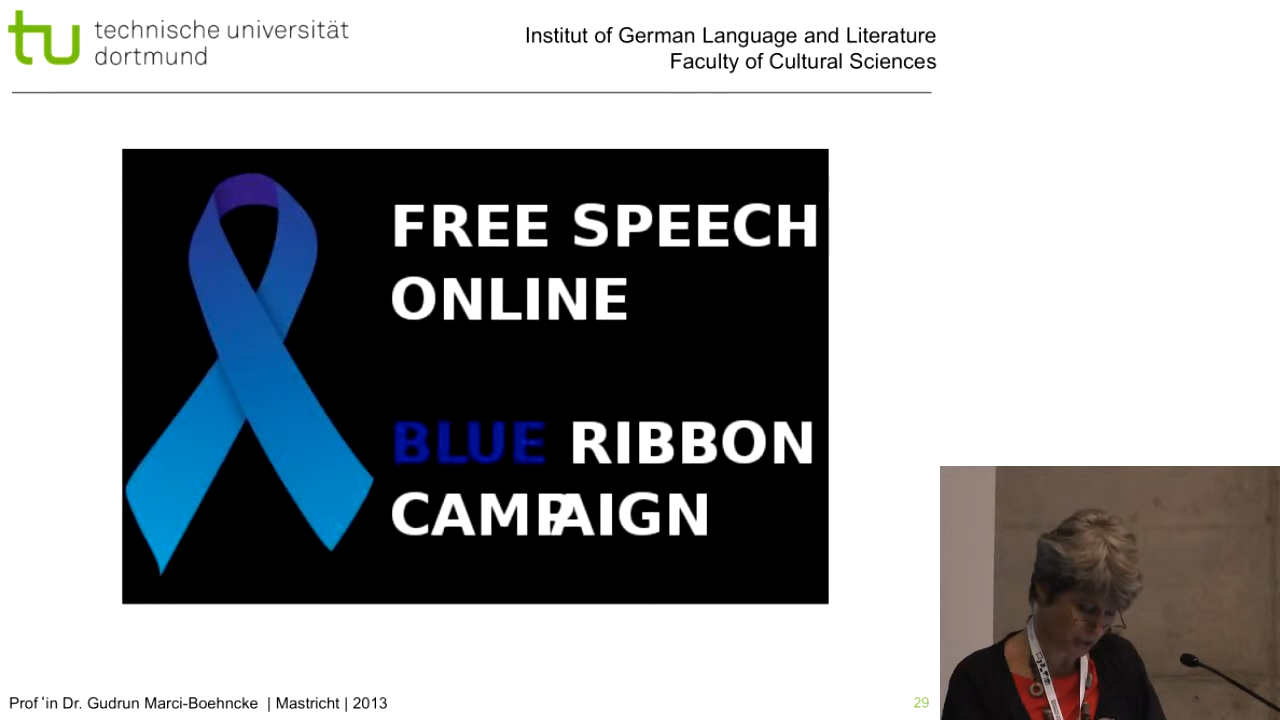 technische universität
dortmund
Institut of German Language and Literature
Faculty of Cultural Sciences
FREE SPEECH
ONLINE
BLUE RIBBON
CAMPAIGN
Prof‘in Dr. Gudrun Marci-Boehncke | Mastricht | 2013
29